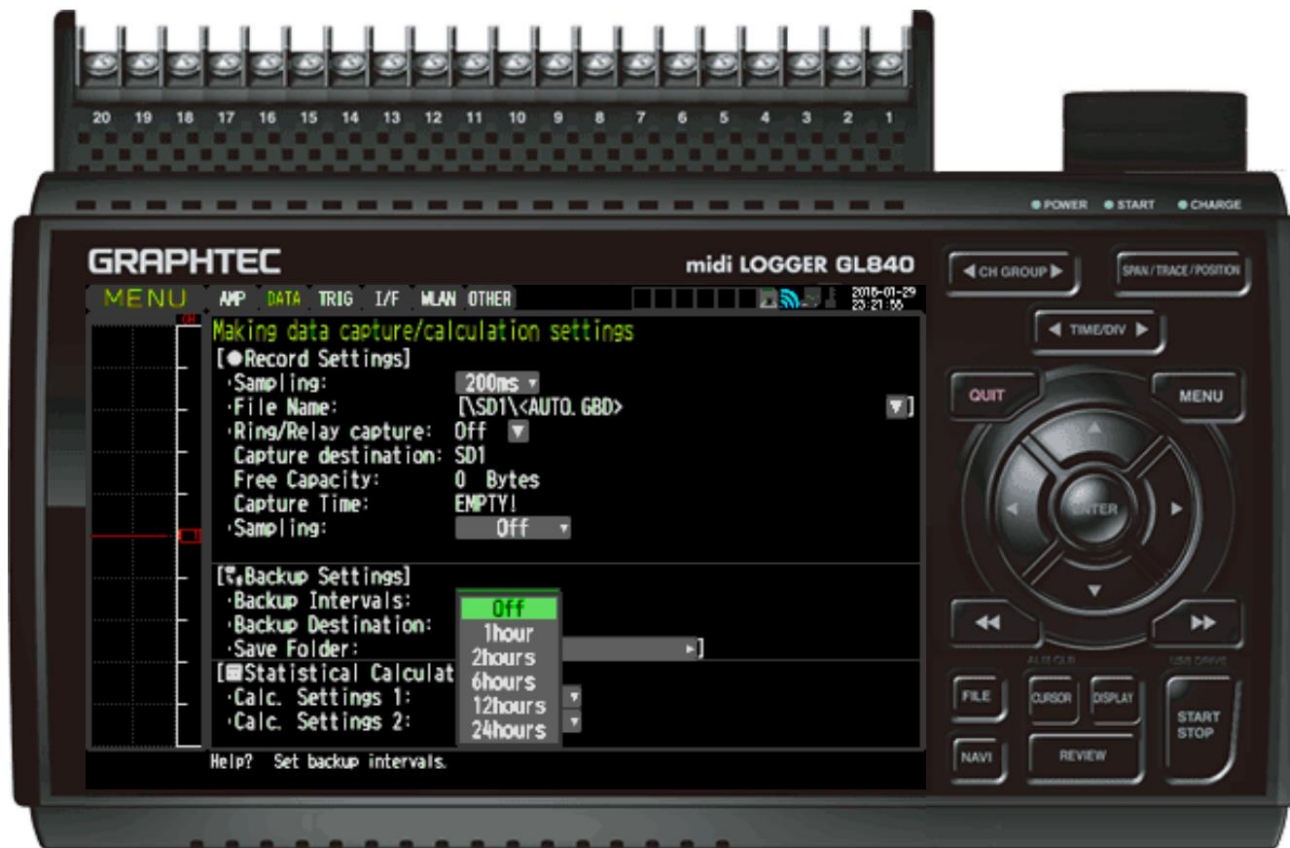 20 19 18 17 16 15 14 13 12 11 10 9 8 7 6 5 4 3 2 1
POWER START CHARGE
GRAPHTEC
midi LOGGER GL840
◀ CH GROUP ▶
SPAN / TRACE / POSITION
◀ TIME/DIV ▶
MENU AMP DATA TRIG I/F WLAN OTHER
23:21:55
Making data capture/calculation settings
[●Record Settings]
·Sampling: 200ms
·File Name: [\SD1\<AUTO.GBD> ]
·Ring/Relay capture: Off
Capture destination: SD1
Free Capacity: 0 Bytes
Capture Time: EMPTY!
·Sampling: Off
[Backup Settings]
·Backup Intervals:
·Backup Destination:
·Save Folder: ]
[Statistical Calculat
·Calc. Settings 1:
·Calc. Settings 2:
Off
1hour
2hours
6hours
12hours
24hours
Help? Set backup intervals.
QUIT
MENU
ENTER
ALM CLR
USB DRIVE
FILE
CURSOR
DISPLAY
START
STOP
NAVI
REVIEW